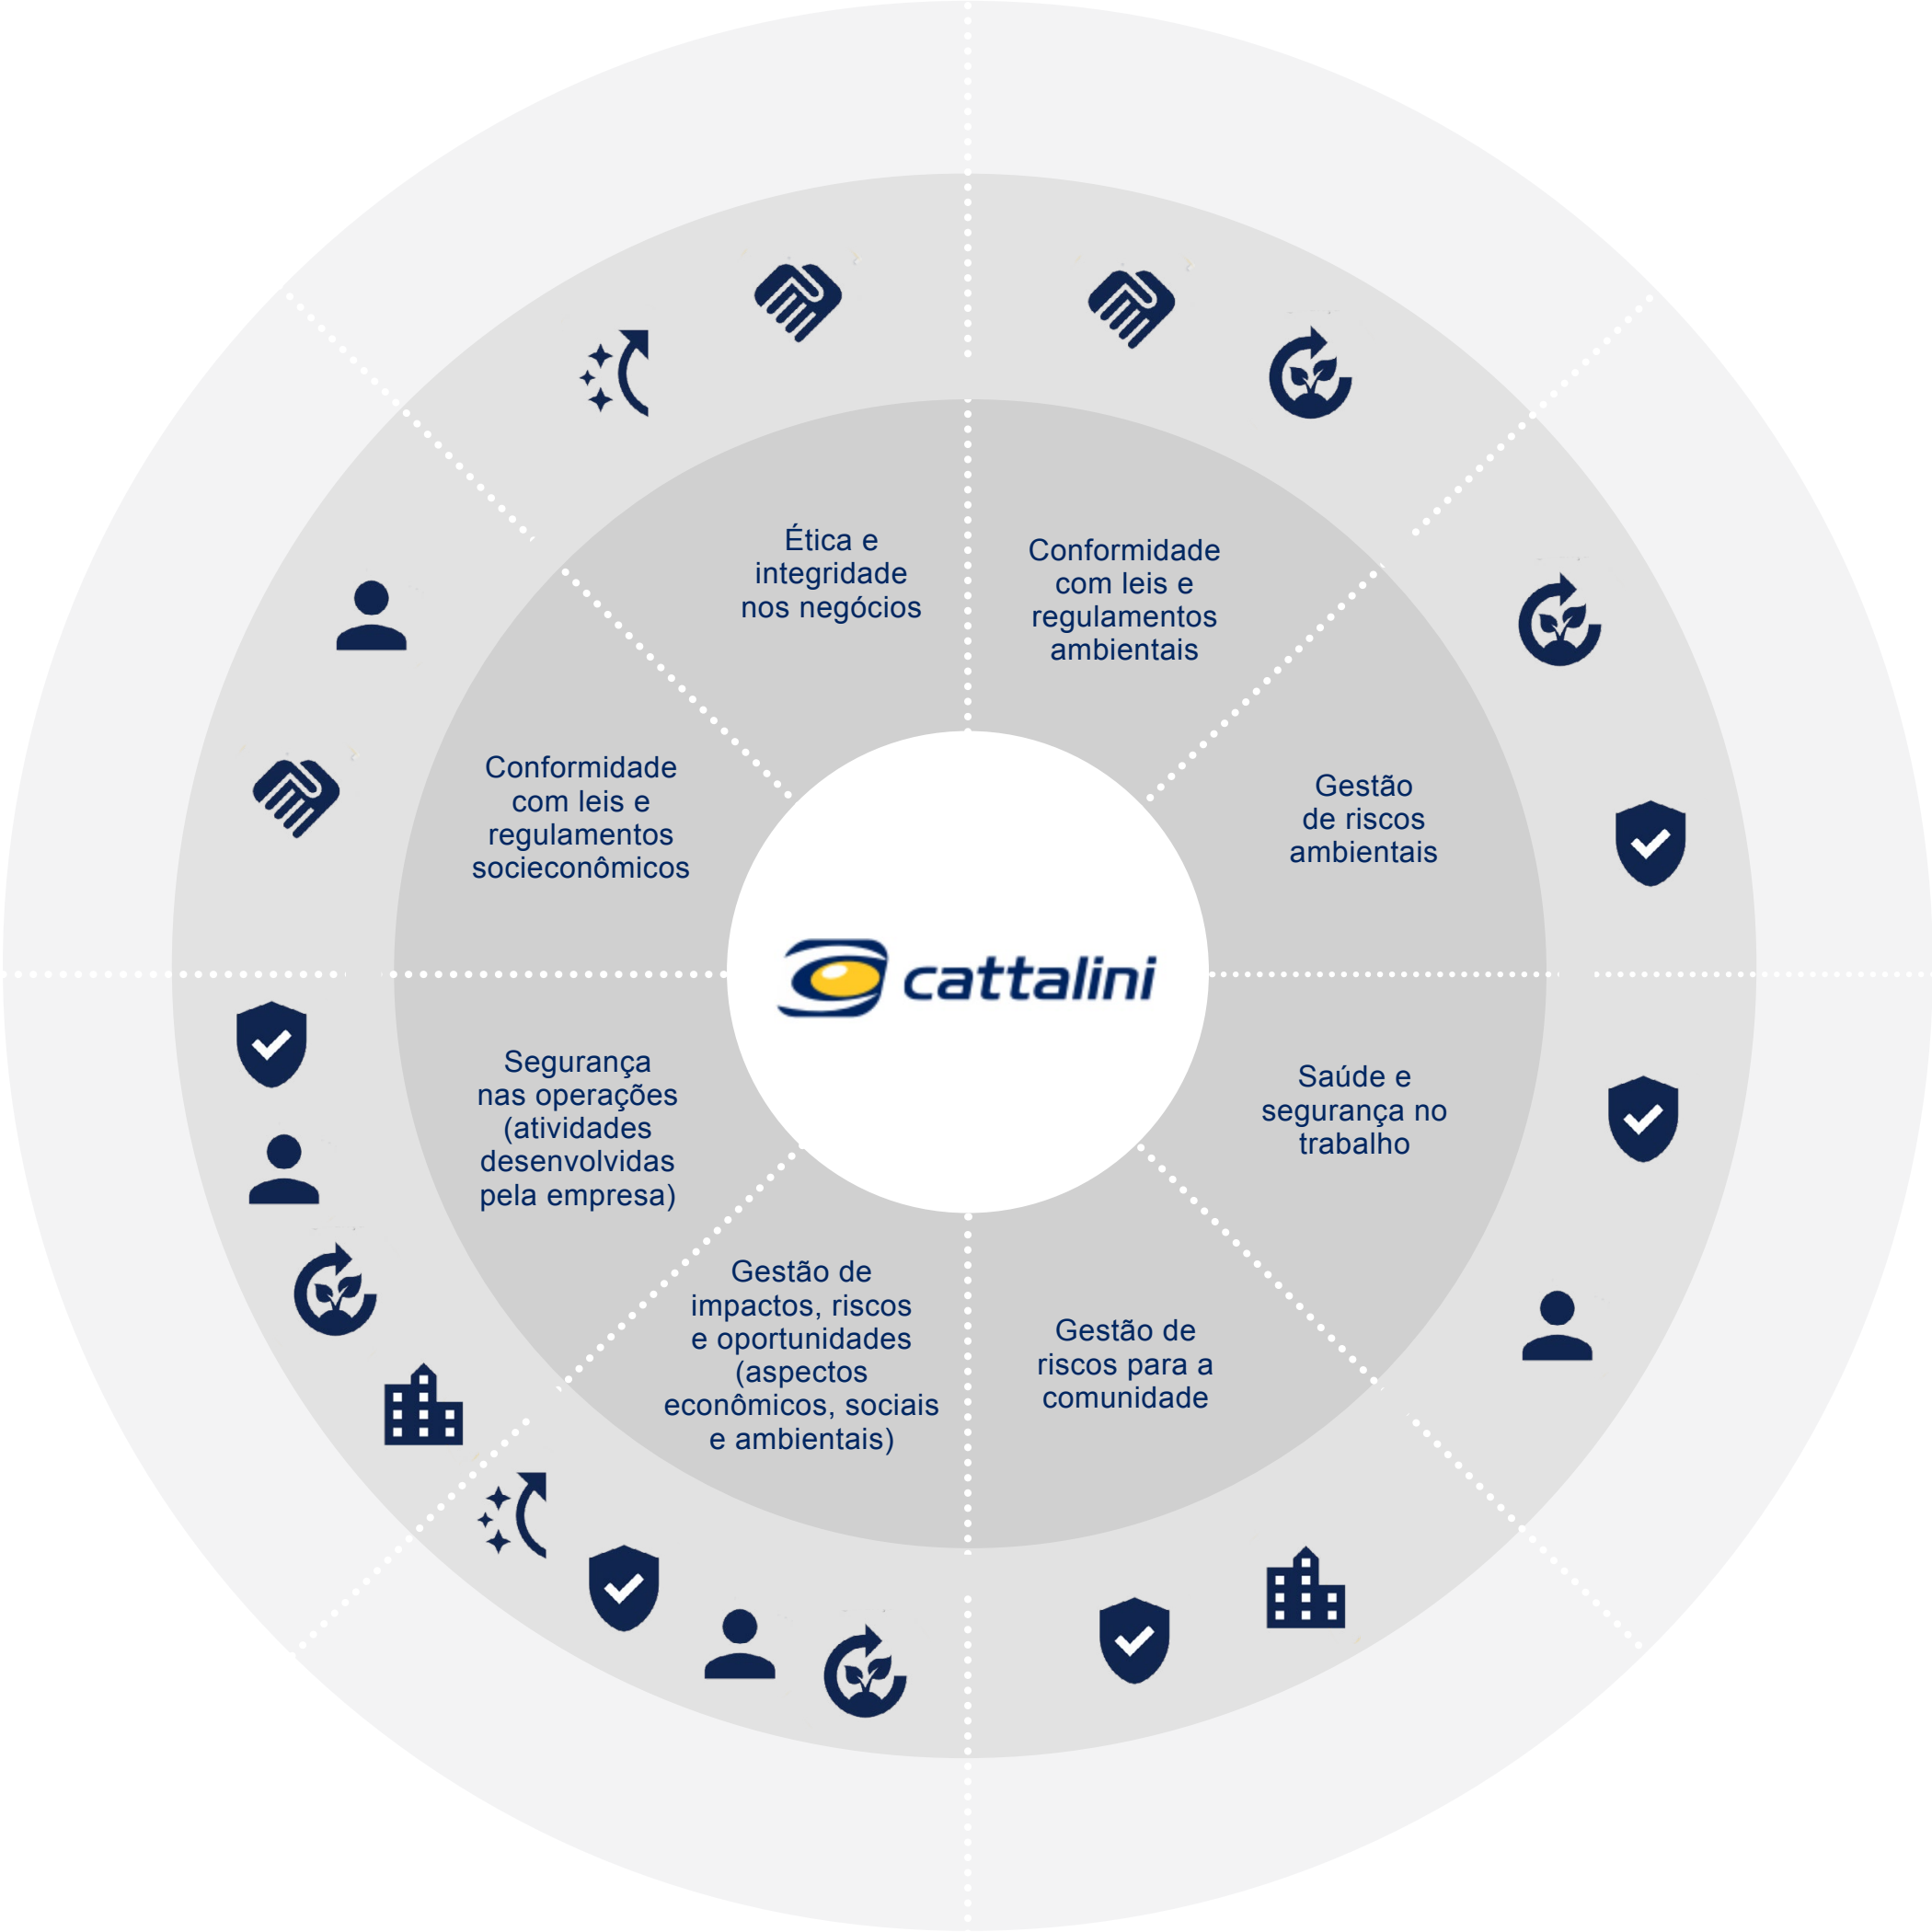 Ética e
integridade
nos negócios
Conformidade
com leis e
regulamentos
ambientais
Gestão
de riscos
ambientais
Saúde e
segurança no
trabalho
Gestão de
riscos para a
comunidade
Gestão de
impactos, riscos
e oportunidades
(aspectos
econômicos, sociais
e ambientais)
Segurança
nas operações
(atividades
desenvolvidas
pela empresa)
Conformidade
com leis e
regulamentos
socieconômicos
cattalini